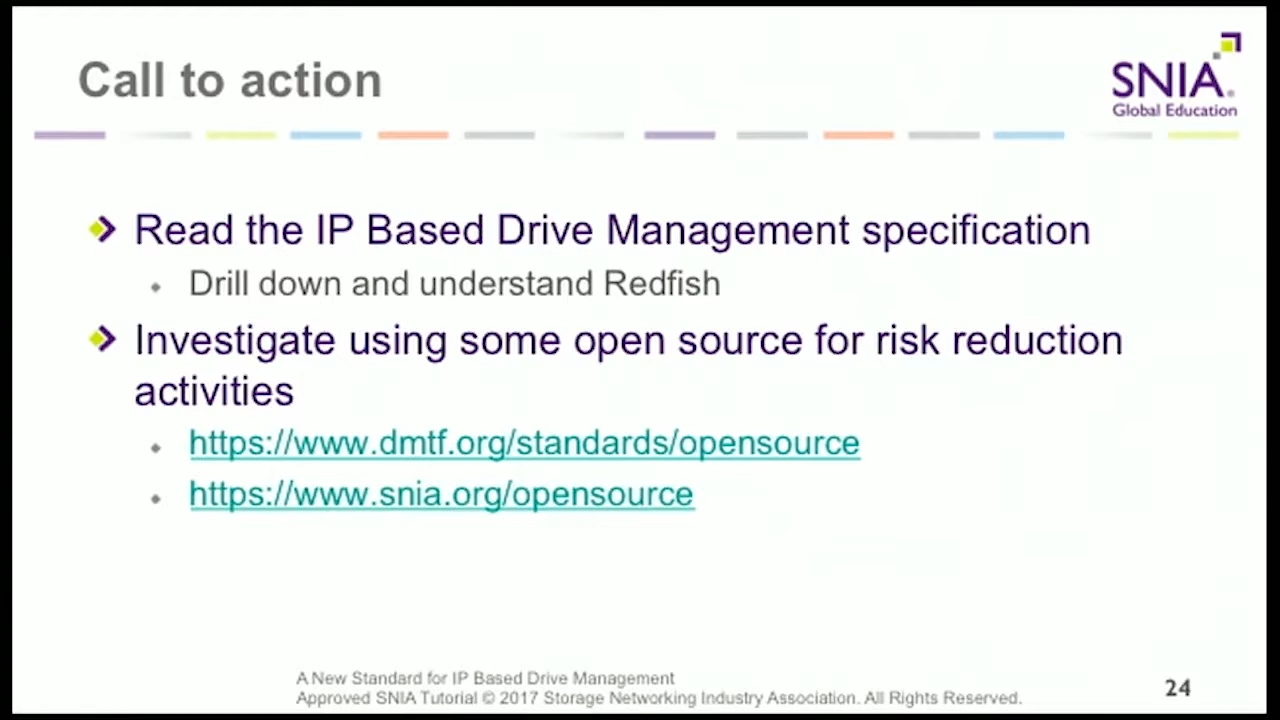 Call to action
SNIA
Global Education
Read the IP Based Drive Management specification
Drill down and understand Redfish
Investigate using some open source for risk reduction
activities
https://www.dmtf.org/standards/opensource
https://www.snia.org/opensource
A New Standard for IP Based Drive Management
Approved SNIA Tutorial © 2017 Storage Networking Industry Association. All Rights Reserved.
24